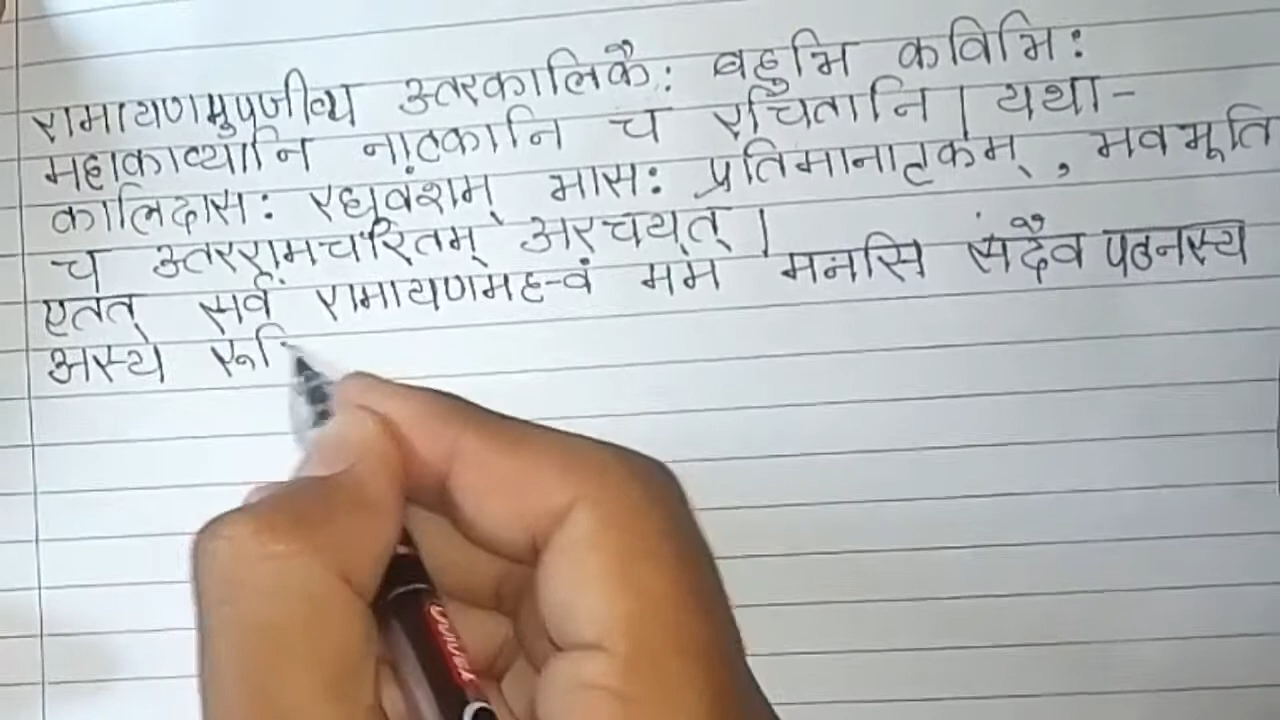 रामायणमुपजीव्य उत्तरकालिकैः बहुभि कविभिः
महाकाव्यानि नाटकानि च रचितानि । यथा-
कालिदासः रघुवंशम् भासः प्रतिमानाटकम् , भवभूति
च उत्तररामचरितम् अरचयत् ।
एतत् सर्वं रामायणमहत्वं मम मनसि सदैव पठनस्य
अस्य